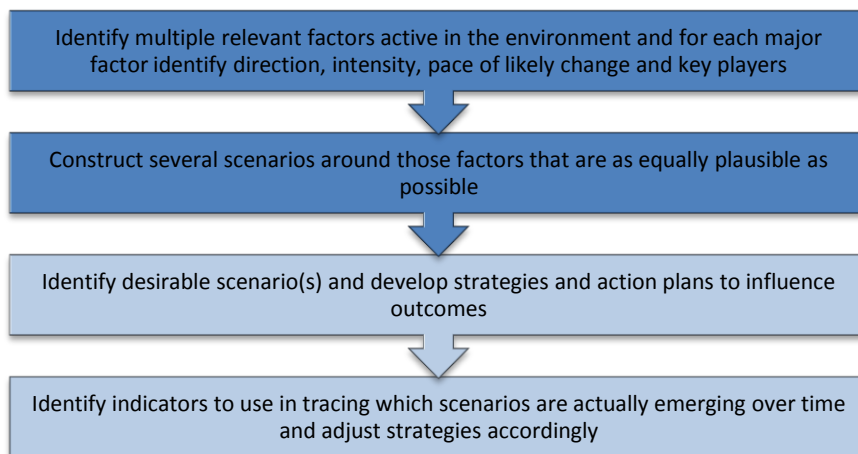 Identify multiple relevant factors active in the environment and for each major
factor identify direction, intensity, pace of likely change and key players
Construct several scenarios around those factors that are as equally plausible as
possible
Identify desirable scenario(s) and develop strategies and action plans to influence
outcomes
Identify indicators to use in tracing which scenarios are actually emerging over time
and adjust strategies accordingly